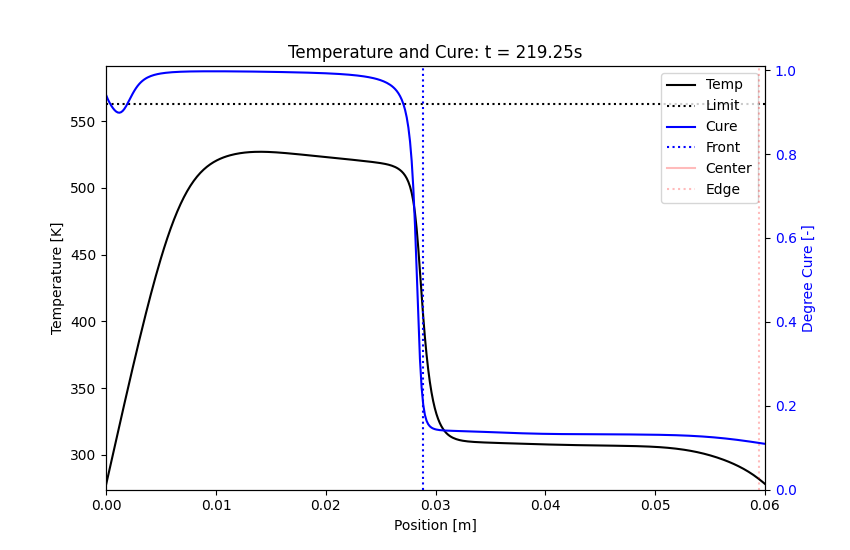 Temperature and Cure: t = 219.25s
Temperature [K]
550
500
450
400
350
300
Temp
Limit
Cure
Front
Center
Edge
1.0
0.8
0.6
0.4
0.2
0.0
Degree Cure [-]
0.00 0.01 0.02 0.03 0.04 0.05 0.06
Position [m]